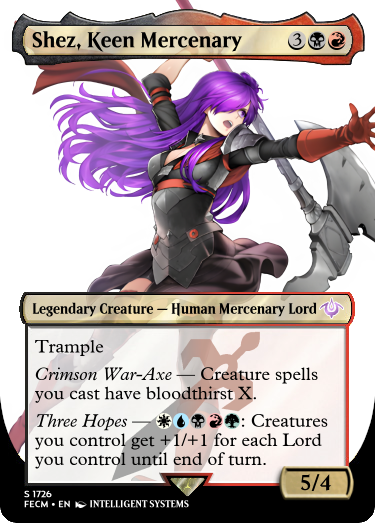 Shez, Keen Mercenary 3
Legendary Creature — Human Mercenary Lord
Trample
Crimson War-Axe — Creature spells
you cast have bloodthirst X.
Three Hopes — : Creatures
you control get +1/+1 for each Lord
you control until end of turn.
5/4
S 1726
FECM • EN INTELLIGENT SYSTEMS